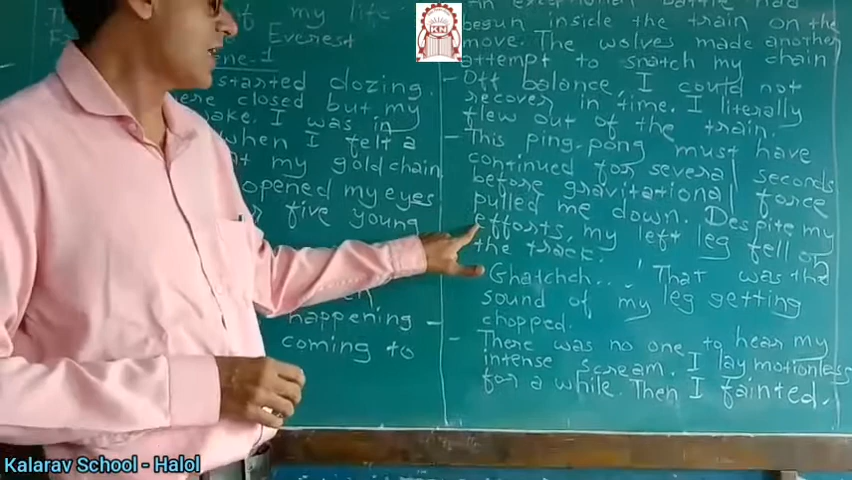 of my life
Everest
started dozing.
were closed but my
awake. I was in
when I felt a
my gold chain
opened my eyes
five young
happening
coming to
An exceptional battle had
begun inside the train on the
move. The wolves made another
attempt to snatch my chain
- Off balance, I could not
recover in time. I literally
flew out of the train.
- This ping-pong must have
continued for several seconds
before gravitational force
pulled me down. Despite my
efforts, my left leg fell on
the track.
Ghatchch.... That was the
sound of my leg getting
chopped.
- There was no one to hear my
intense scream. I lay motionless
for a while. Then I fainted.
KN
Kalarav School - Halol